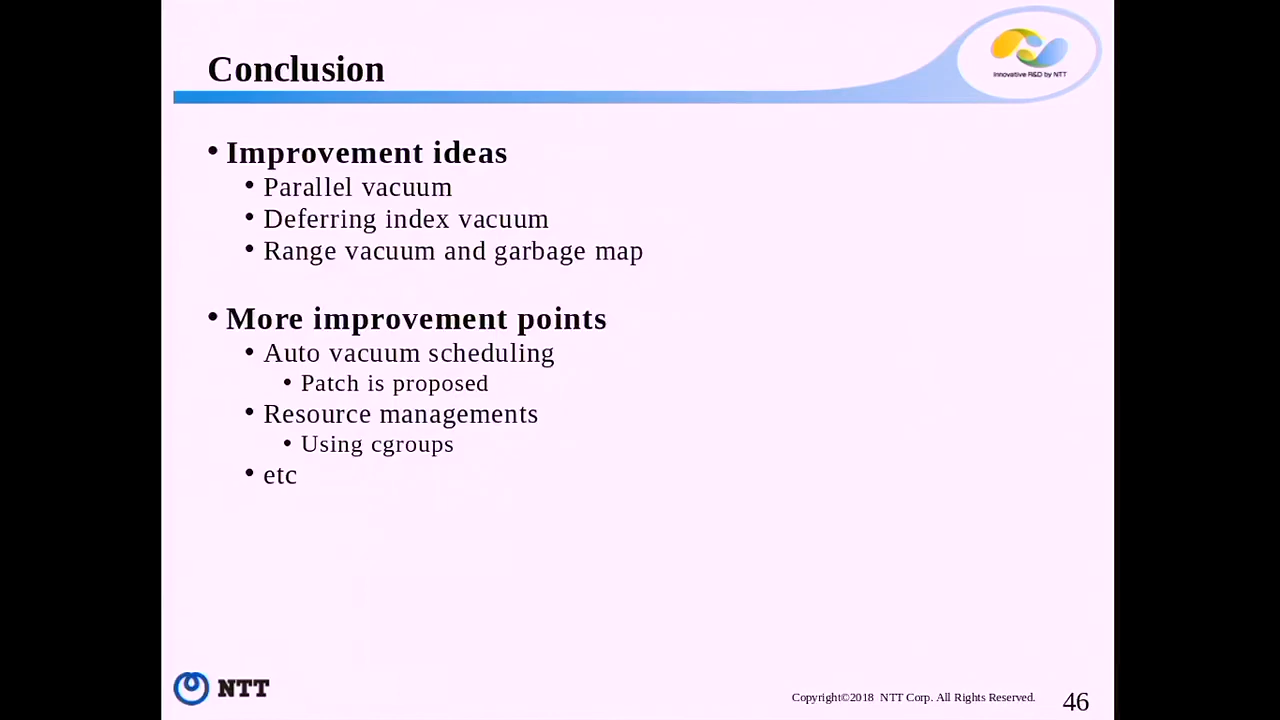 Conclusion
Innovative R&D by NTT
• Improvement ideas
• Parallel vacuum
• Deferring index vacuum
• Range vacuum and garbage map
• More improvement points
• Auto vacuum scheduling
• Patch is proposed
• Resource managements
• Using cgroups
• etc
NTT
Copyright©2018 NTT Corp. All Rights Reserved.
46